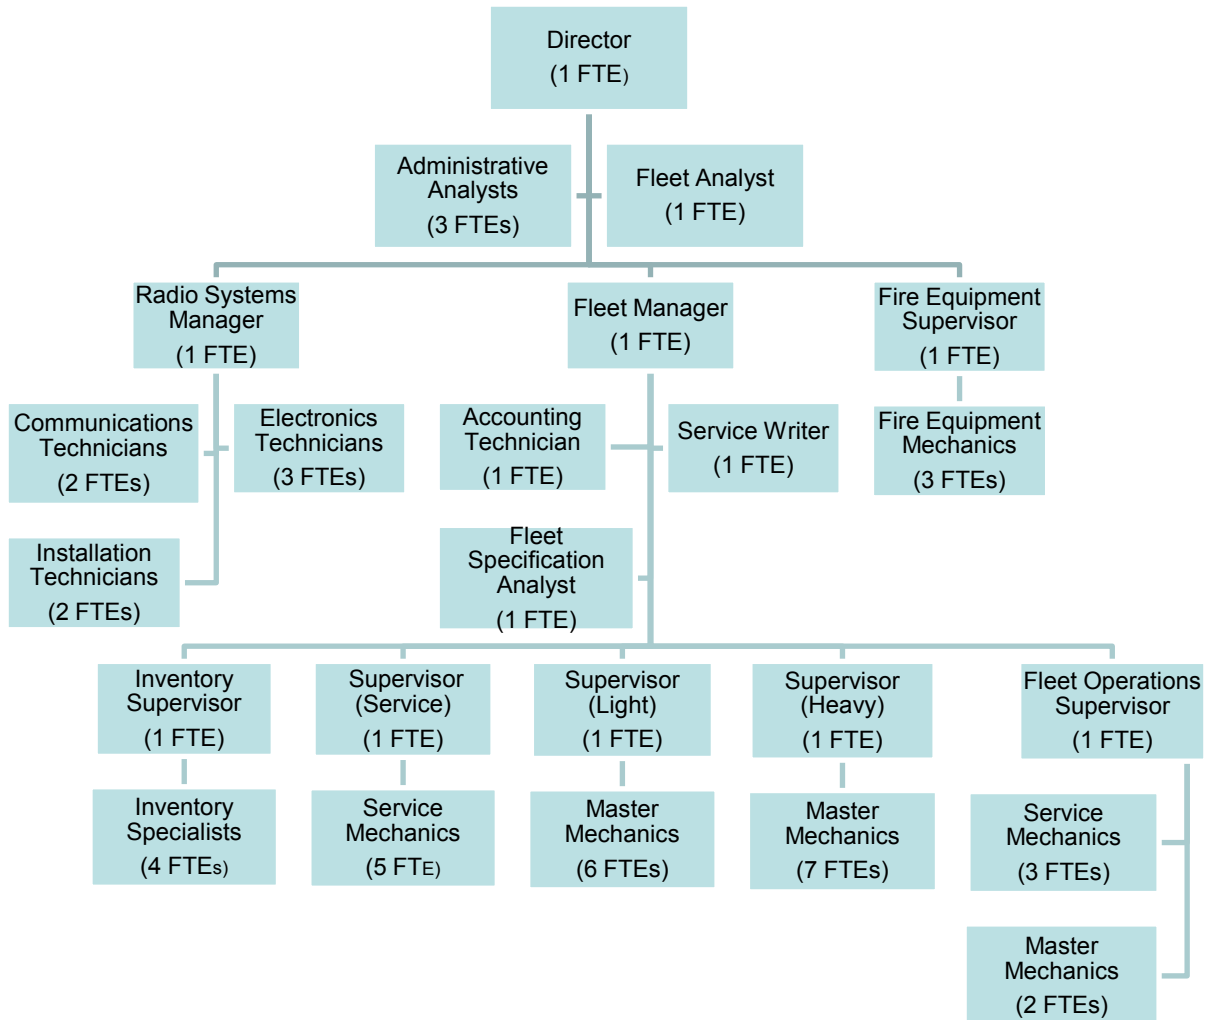 Director
(1 FTE)
Administrative
Analysts
(3 FTEs)
Fleet Analyst
(1 FTE)
Radio Systems
Manager
(1 FTE)
Fleet Manager
(1 FTE)
Fire Equipment
Supervisor
(1 FTE)
Communications
Technicians
(2 FTEs)
Electronics
Technicians
(3 FTEs)
Accounting
Technician
(1 FTE)
Service Writer
(1 FTE)
Fire Equipment
Mechanics
(3 FTEs)
Installation
Technicians
(2 FTEs)
Fleet
Specification
Analyst
(1 FTE)
Inventory
Supervisor
(1 FTE)
Supervisor
(Service)
(1 FTE)
Supervisor
(Light)
(1 FTE)
Supervisor
(Heavy)
(1 FTE)
Fleet Operations
Supervisor
(1 FTE)
Inventory
Specialists
(4 FTEs)
Service
Mechanics
(5 FTE)
Master
Mechanics
(6 FTEs)
Master
Mechanics
(7 FTEs)
Service
Mechanics
(3 FTEs)
Master
Mechanics
(2 FTEs)